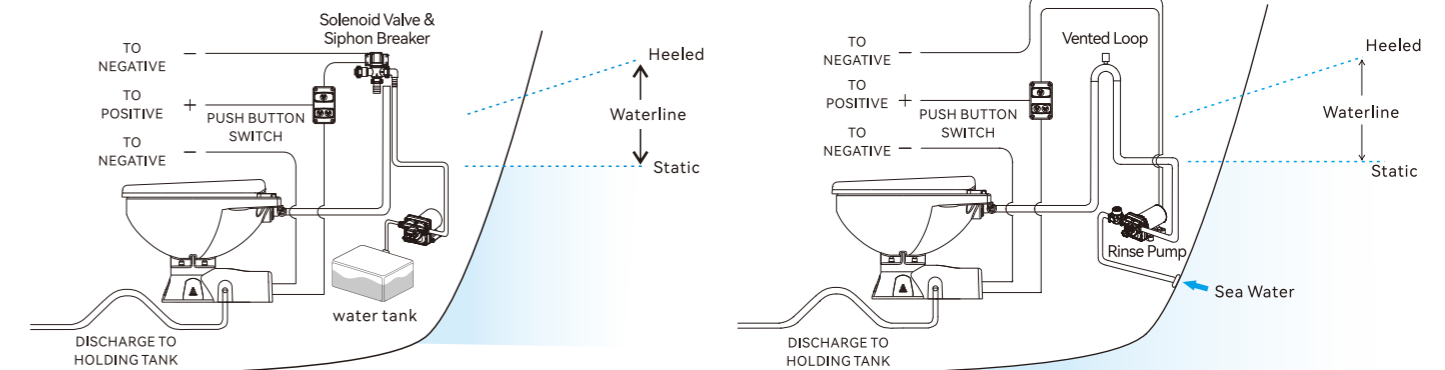 Solenoid Valve &
Siphon Breaker
TO
NEGATIVE −
TO
POSITIVE +
PUSH BUTTON
SWITCH
TO
NEGATIVE −
Heeled
Waterline
Static
water tank
DISCHARGE TO
HOLDING TANK
Vented Loop
TO
NEGATIVE −
TO
POSITIVE +
PUSH BUTTON
SWITCH
TO
NEGATIVE −
Heeled
Waterline
Static
Rinse Pump
Sea Water
DISCHARGE TO
HOLDING TANK